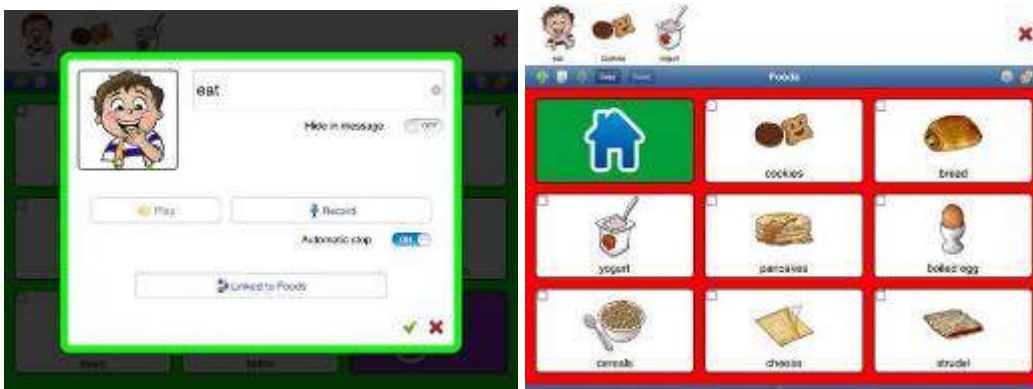 eat
Hide in message OFF
Play Record
Automatic stop ON
Linked to Foods
eat cookies yogurt
Foods
cookies bread
yogurt pancakes boiled egg
cereals cheese strudel